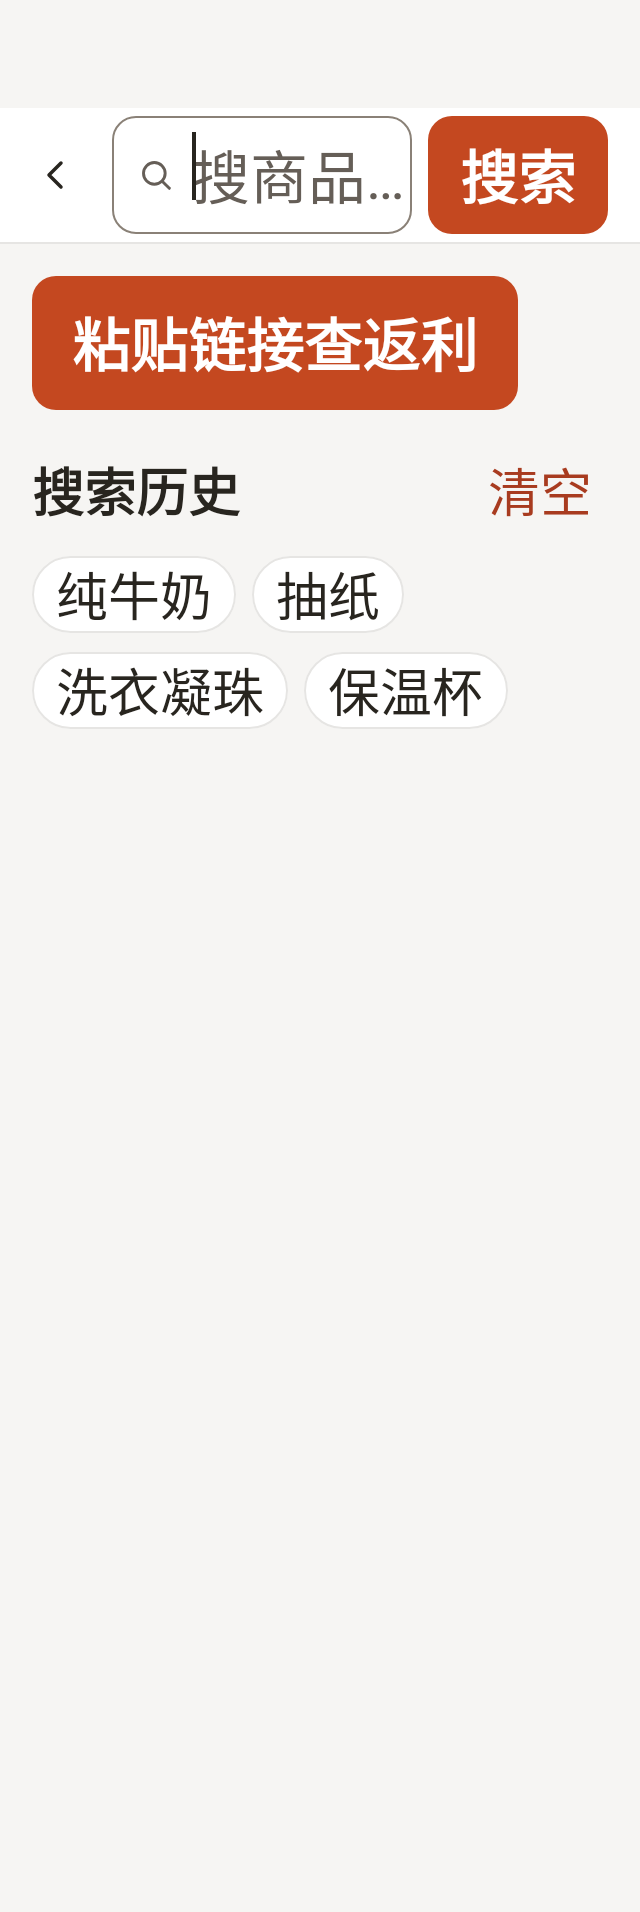 搜商品... 搜索
粘贴链接查返利
搜索历史 清空
纯牛奶 抽纸
洗衣凝珠 保温杯